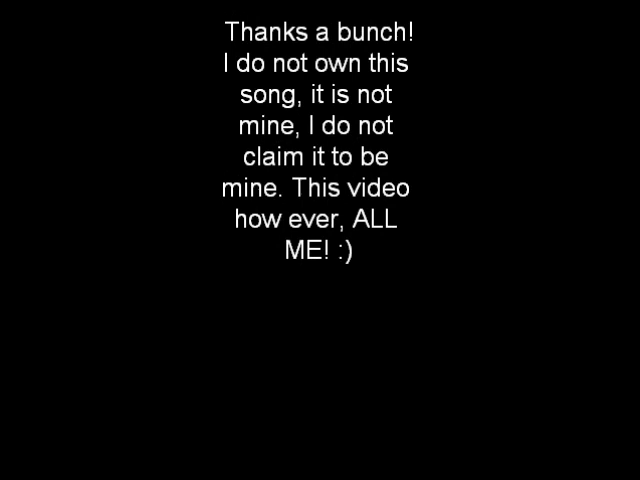 Thanks a bunch!
I do not own this
song, it is not
mine, I do not
claim it to be
mine. This video
how ever, ALL
ME! :)